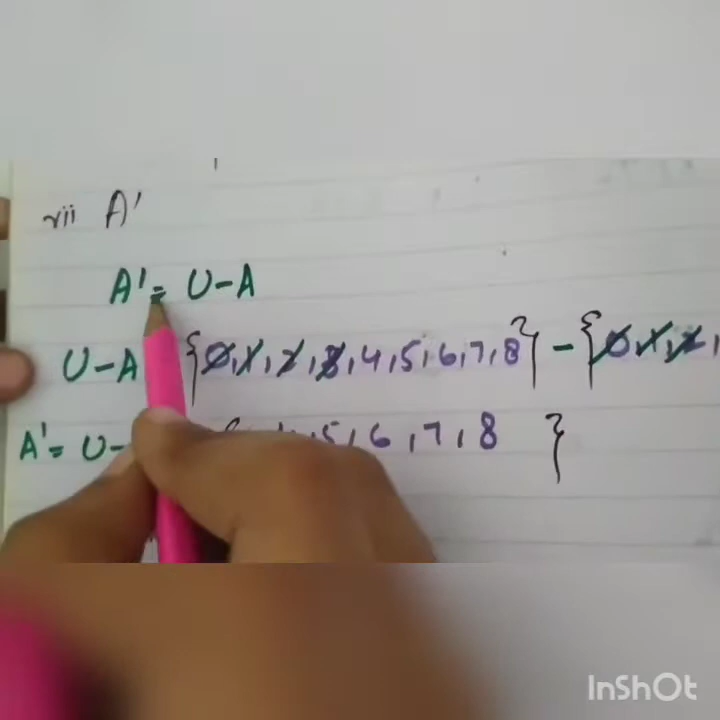 vii A'
A' = U-A
U-A {0,1,2,3,4,5,6,7,8} - {0,1,2,
A' = U- 5,6,7,8 }
InShOt